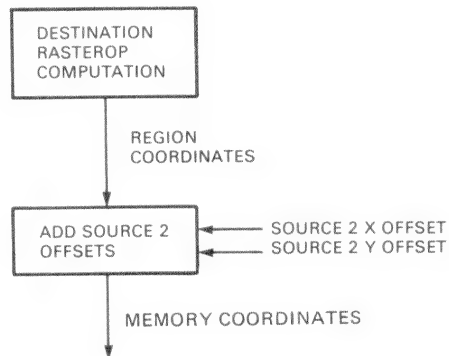 DESTINATION
RASTEROP
COMPUTATION
REGION
COORDINATES
ADD SOURCE 2
OFFSETS
SOURCE 2 X OFFSET
SOURCE 2 Y OFFSET
MEMORY COORDINATES